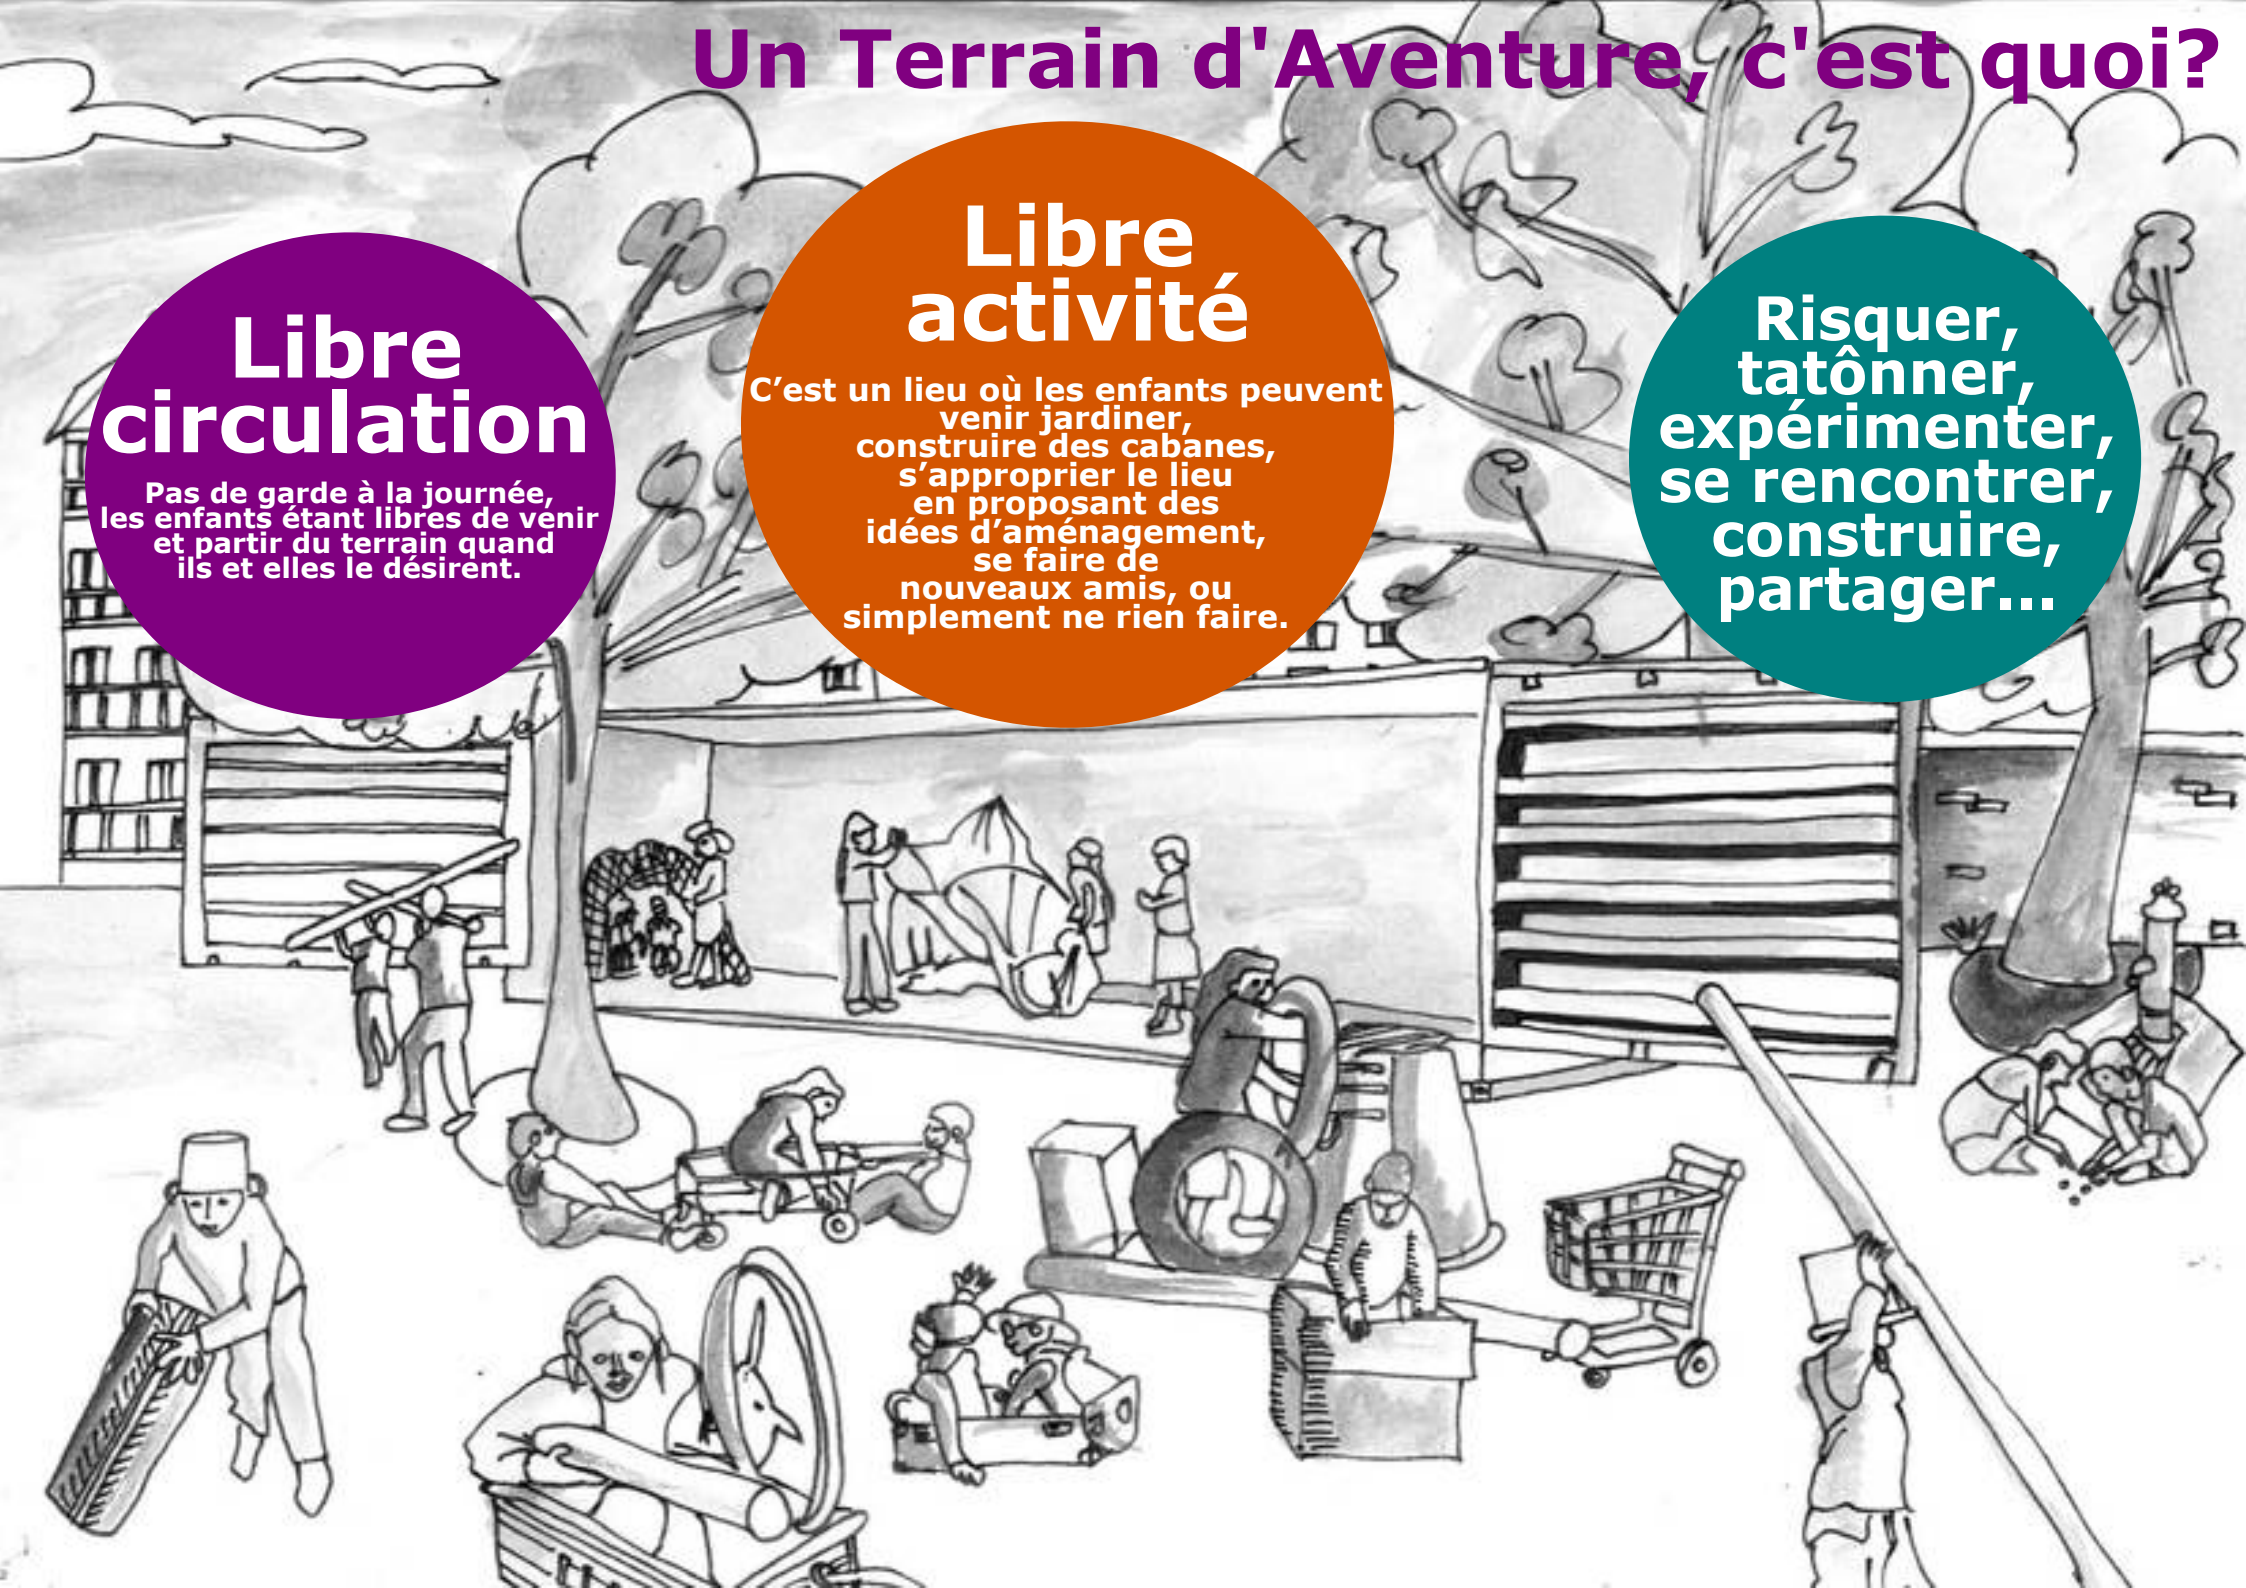 Un Terrain d'Aventure, c'est quoi?
Libre
circulation
Pas de garde à la journée,
les enfants étant libres de venir
et partir du terrain quand
ils et elles le désirent.
Libre
activité
C’est un lieu où les enfants peuvent
venir jardiner,
construire des cabanes,
s’approprier le lieu
en proposant des
idées d’aménagement,
se faire de
nouveaux amis, ou
simplement ne rien faire.
Risquer,
tatônner,
expérimenter,
se rencontrer,
construire,
partager...